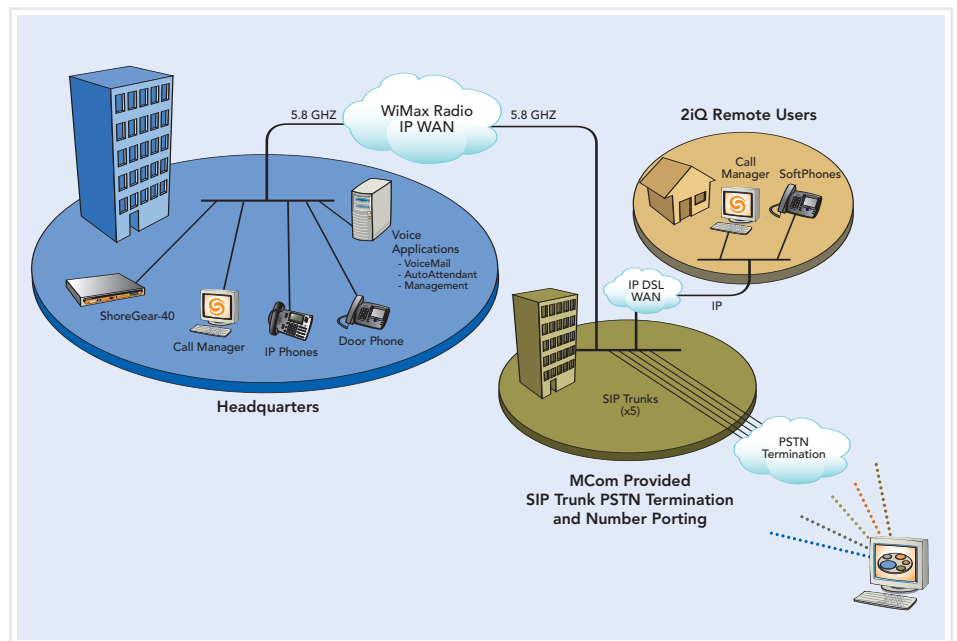 5.8 GHZ
WiMax Radio
IP WAN
5.8 GHZ
2iQ Remote Users
Call
Manager
SoftPhones
Voice
Applications
- VoiceMail
- AutoAttendant
- Management
IP DSL
WAN
IP
ShoreGear-40
Call Manager
IP Phones
Door Phone
Headquarters
SIP Trunks
(x5)
PSTN
Termination
MCom Provided
SIP Trunk PSTN Termination
and Number Porting